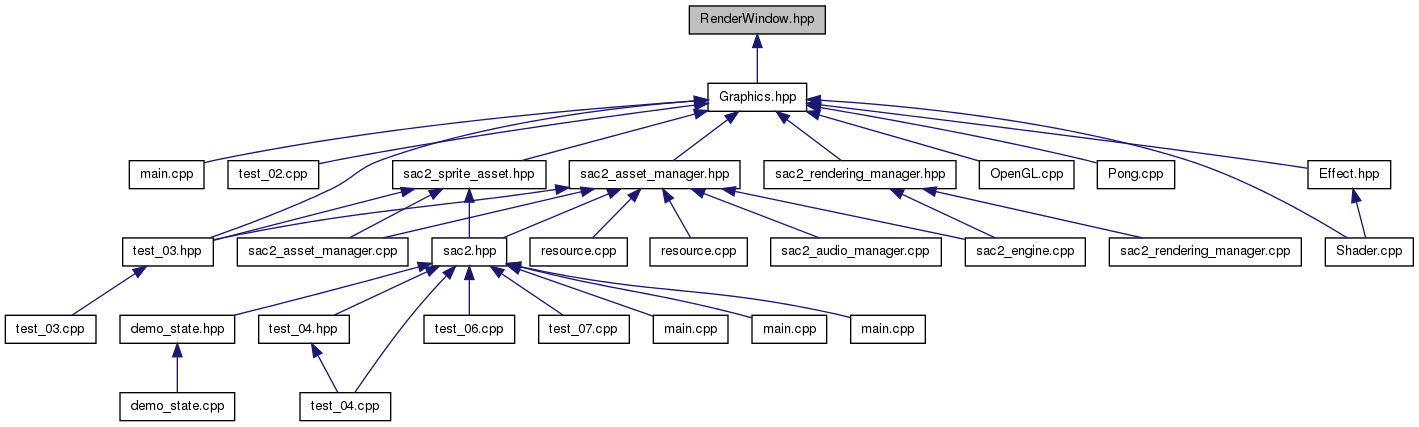 RenderWindow.hpp
Graphics.hpp
main.cpp
test_02.cpp
sac2_sprite_asset.hpp
sac2_asset_manager.hpp
sac2_rendering_manager.hpp
OpenGL.cpp
Pong.cpp
Effect.hpp
test_03.hpp
sac2_asset_manager.cpp
sac2.hpp
resource.cpp
resource.cpp
sac2_audio_manager.cpp
sac2_engine.cpp
sac2_rendering_manager.cpp
Shader.cpp
test_03.cpp
demo_state.hpp
test_04.hpp
test_06.cpp
test_07.cpp
main.cpp
main.cpp
main.cpp
demo_state.cpp
test_04.cpp